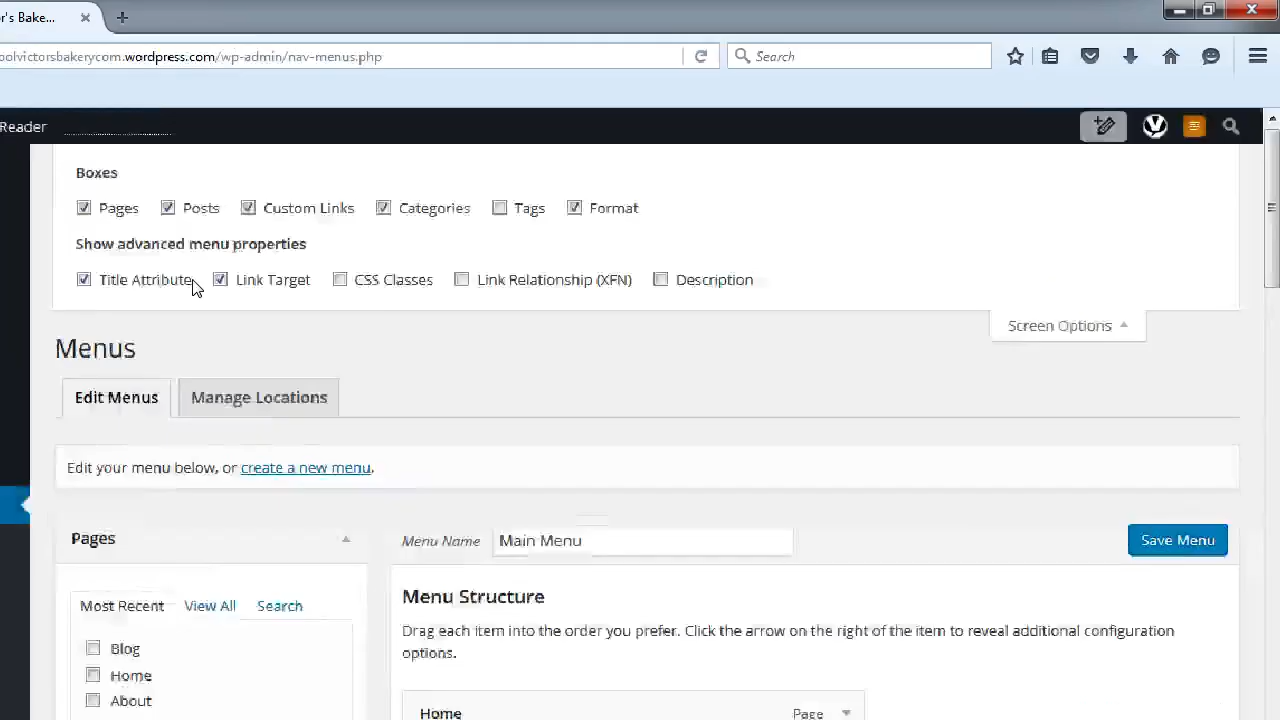 or's Bake...
oolvictorsbakerycom.wordpress.com/wp-admin/nav-menus.php
Search
Reader
Boxes
Pages Posts Custom Links Categories Tags Format
Show advanced menu properties
Title Attribute Link Target CSS Classes Link Relationship (XFN) Description
Screen Options
Menus
Edit Menus Manage Locations
Edit your menu below, or create a new menu.
Pages
Menu Name Main Menu Save Menu
Most Recent View All Search
Blog
Home
About
Menu Structure
Drag each item into the order you prefer. Click the arrow on the right of the item to reveal additional configuration
options.
Home Page